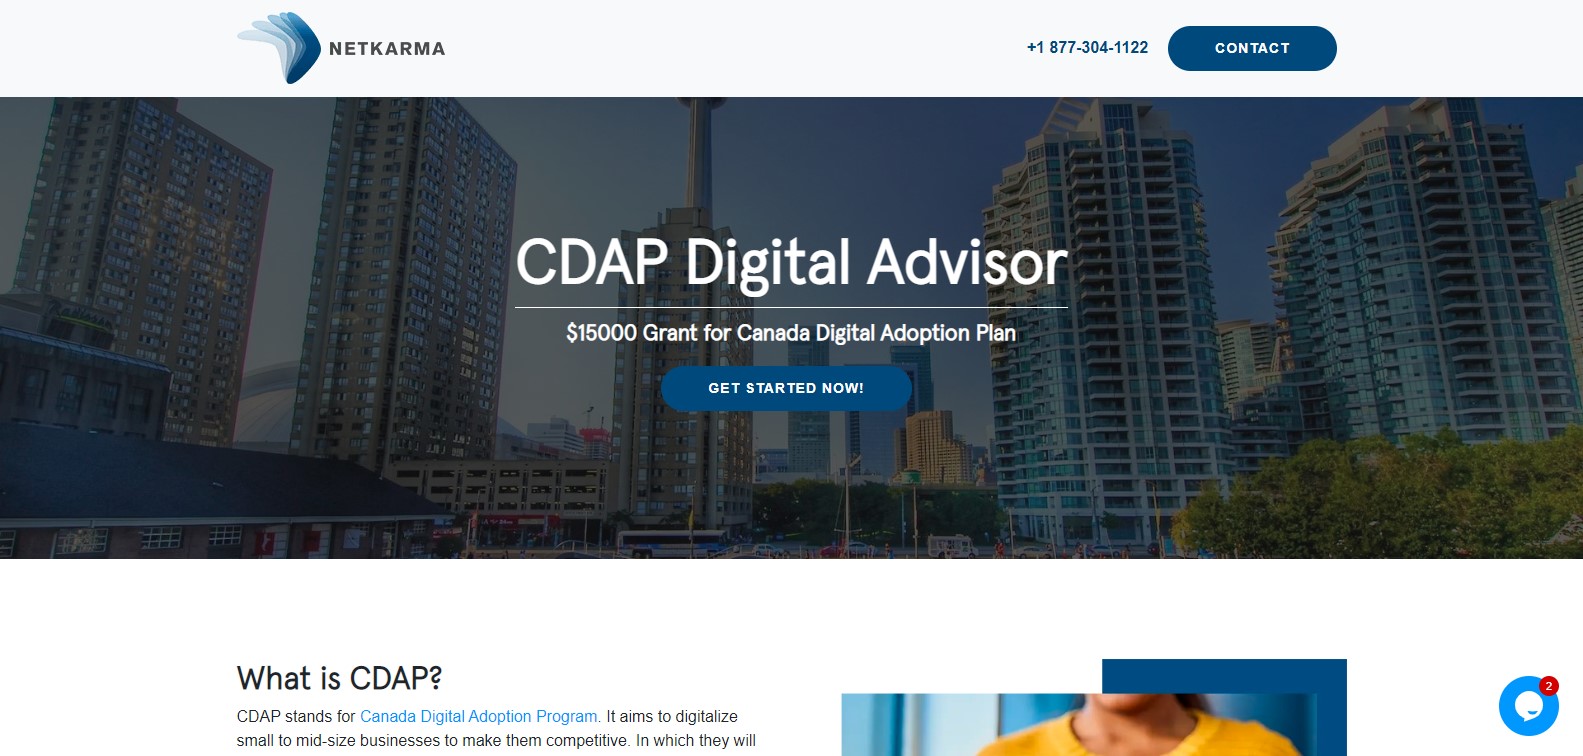 NETKARMA
+1 877-304-1122
CONTACT
CDAP Digital Advisor
$15000 Grant for Canada Digital Adoption Plan
GET STARTED NOW!
What is CDAP?
CDAP stands for Canada Digital Adoption Program. It aims to digitalize
small to mid-size businesses to make them competitive. In which they will
2